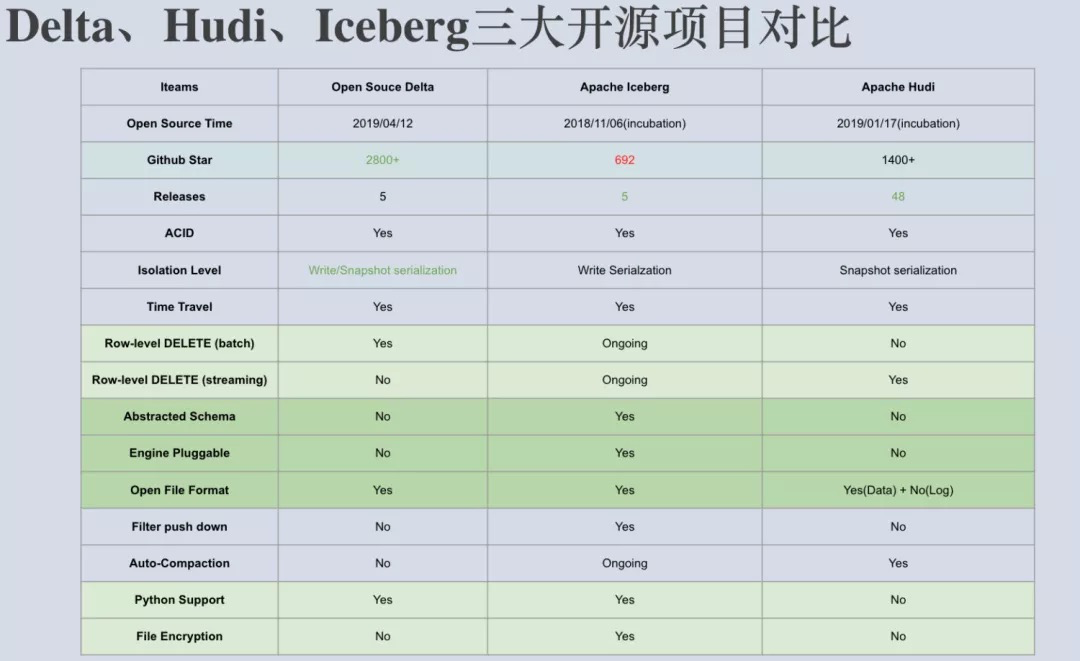 Delta、Hudi、Iceberg三大开源项目对比
Iteams Open Souce Delta Apache Iceberg Apache Hudi
Open Source Time 2019/04/12 2018/11/06(incubation) 2019/01/17(incubation)
Github Star 2800+ 692 1400+
Releases 5 5 48
ACID Yes Yes Yes
Isolation Level Write/Snapshot serialization Write Serialzation Snapshot serialization
Time Travel Yes Yes Yes
Row-level DELETE (batch) Yes Ongoing No
Row-level DELETE (streaming) No Ongoing Yes
Abstracted Schema No Yes No
Engine Pluggable No Yes No
Open File Format Yes Yes Yes(Data) + No(Log)
Filter push down No Yes No
Auto-Compaction No Ongoing Yes
Python Support Yes Yes No
File Encryption No Yes No